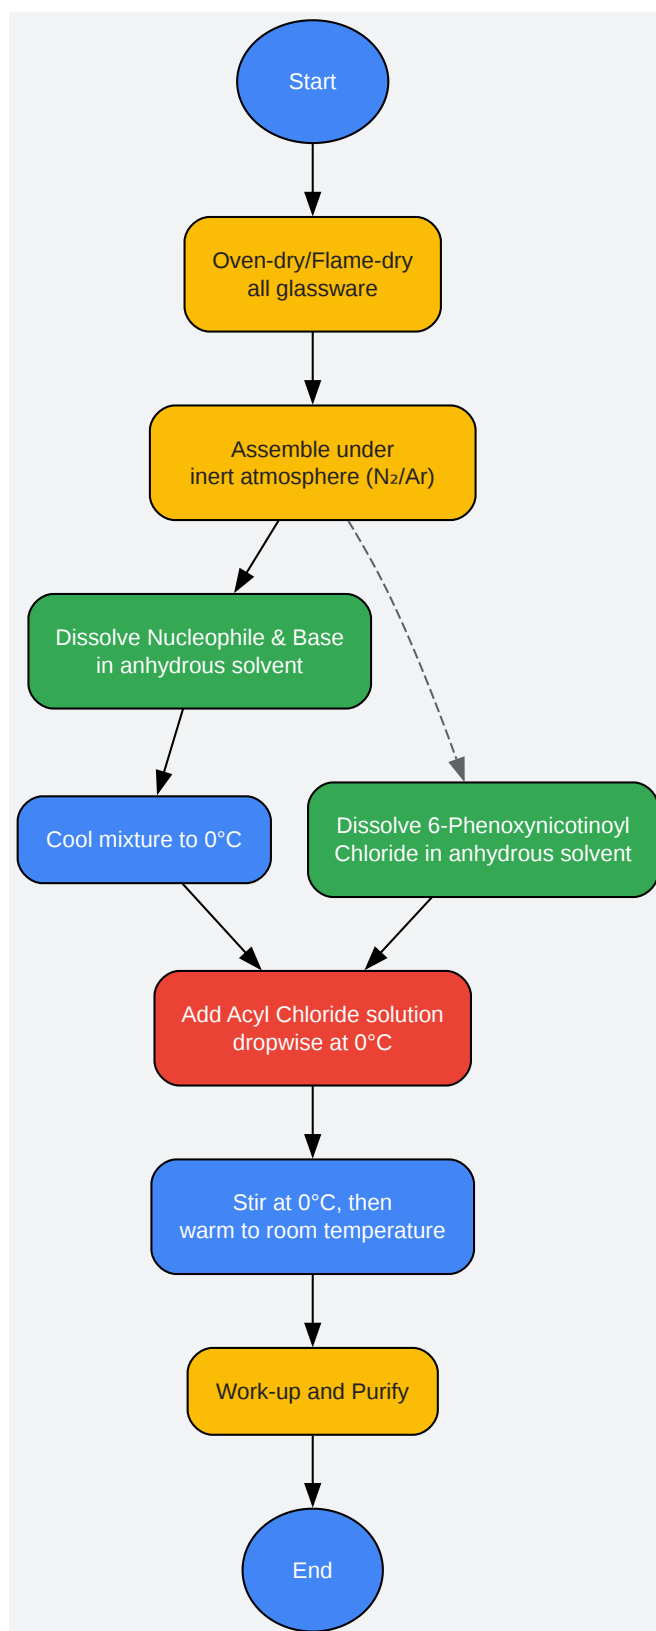 Start
Oven-dry/Flame-dry
all glassware
Assemble under
inert atmosphere (N₂/Ar)
Dissolve Nucleophile & Base
in anhydrous solvent
Cool mixture to 0°C
Dissolve 6-Phenoxynicotinoyl
Chloride in anhydrous solvent
Add Acyl Chloride solution
dropwise at 0°C
Stir at 0°C, then
warm to room temperature
Work-up and Purify
End